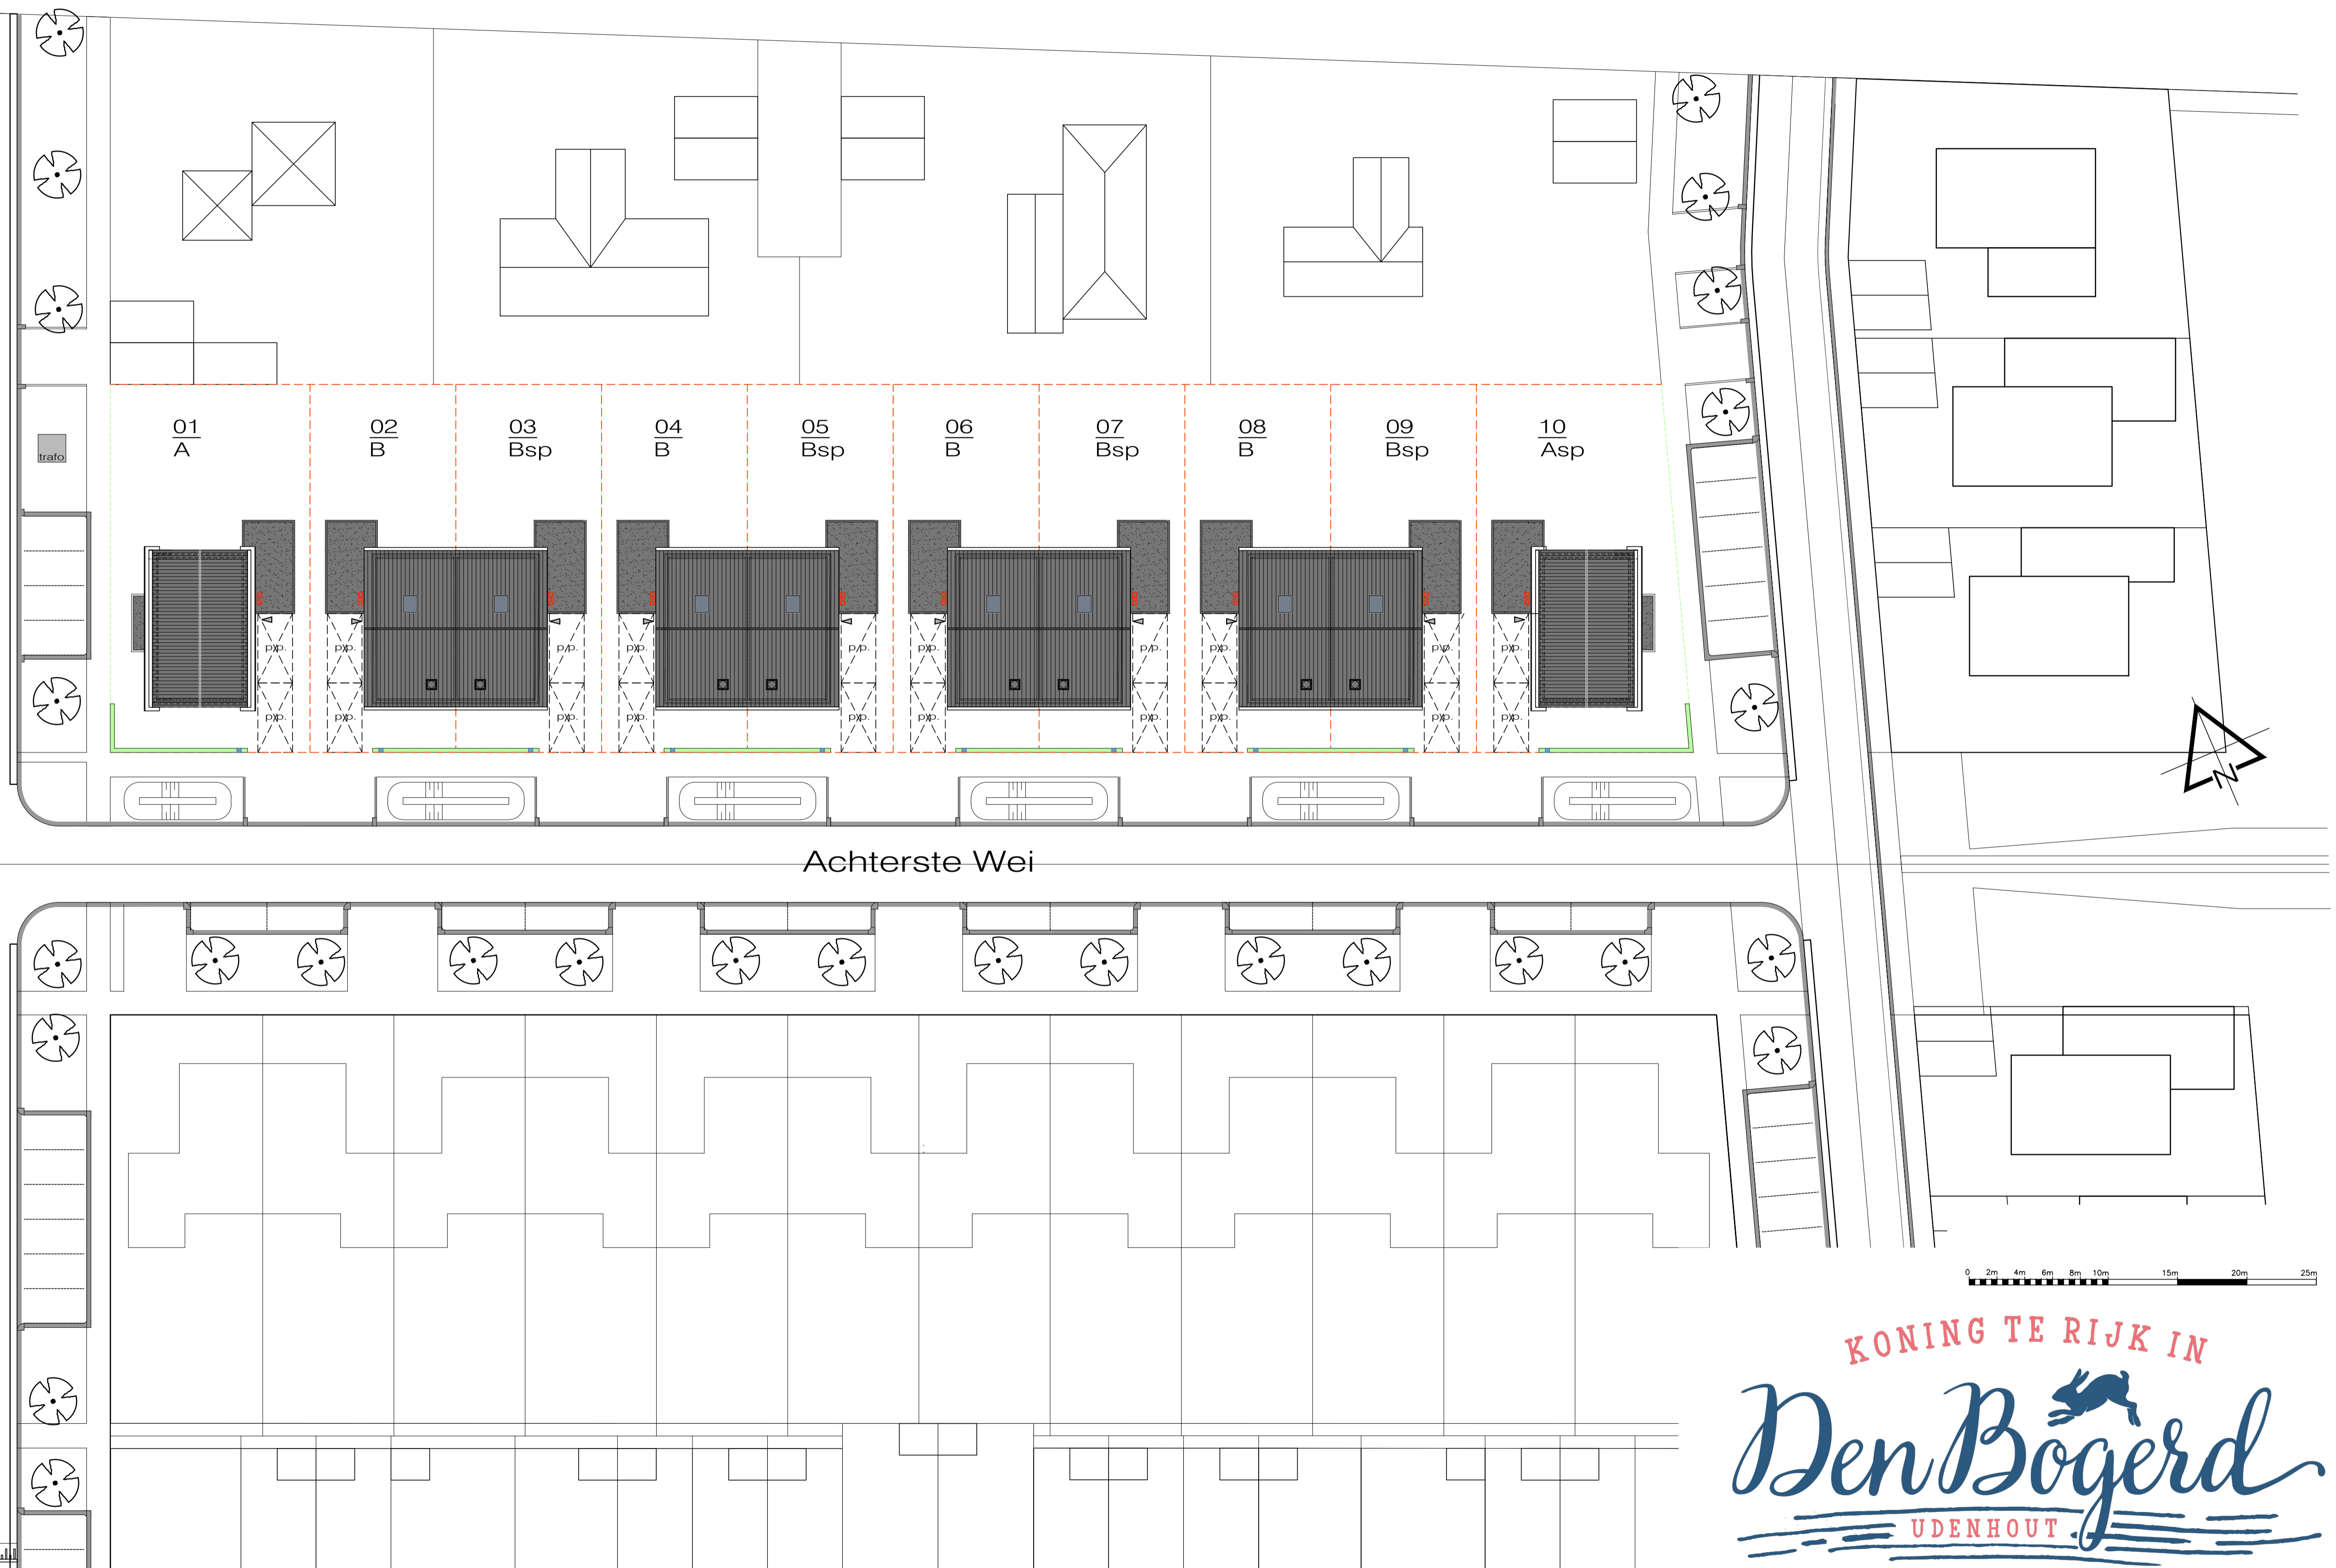 01
A
02
B
03
Bsp
04
B
05
Bsp
06
B
07
Bsp
08
B
09
Bsp
10
Asp
trafo
p.p. p.p. p.p. p.p. p.p. p.p. p.p. p.p. p.p. p.p.
p.p. p.p. p.p. p.p. p.p. p.p. p.p. p.p. p.p. p.p.
N
Achterste Wei
0 2m 4m 6m 8m 10m 15m 20m 25m
KONING TE RIJK IN
Den Bogerd
UDENHOUT